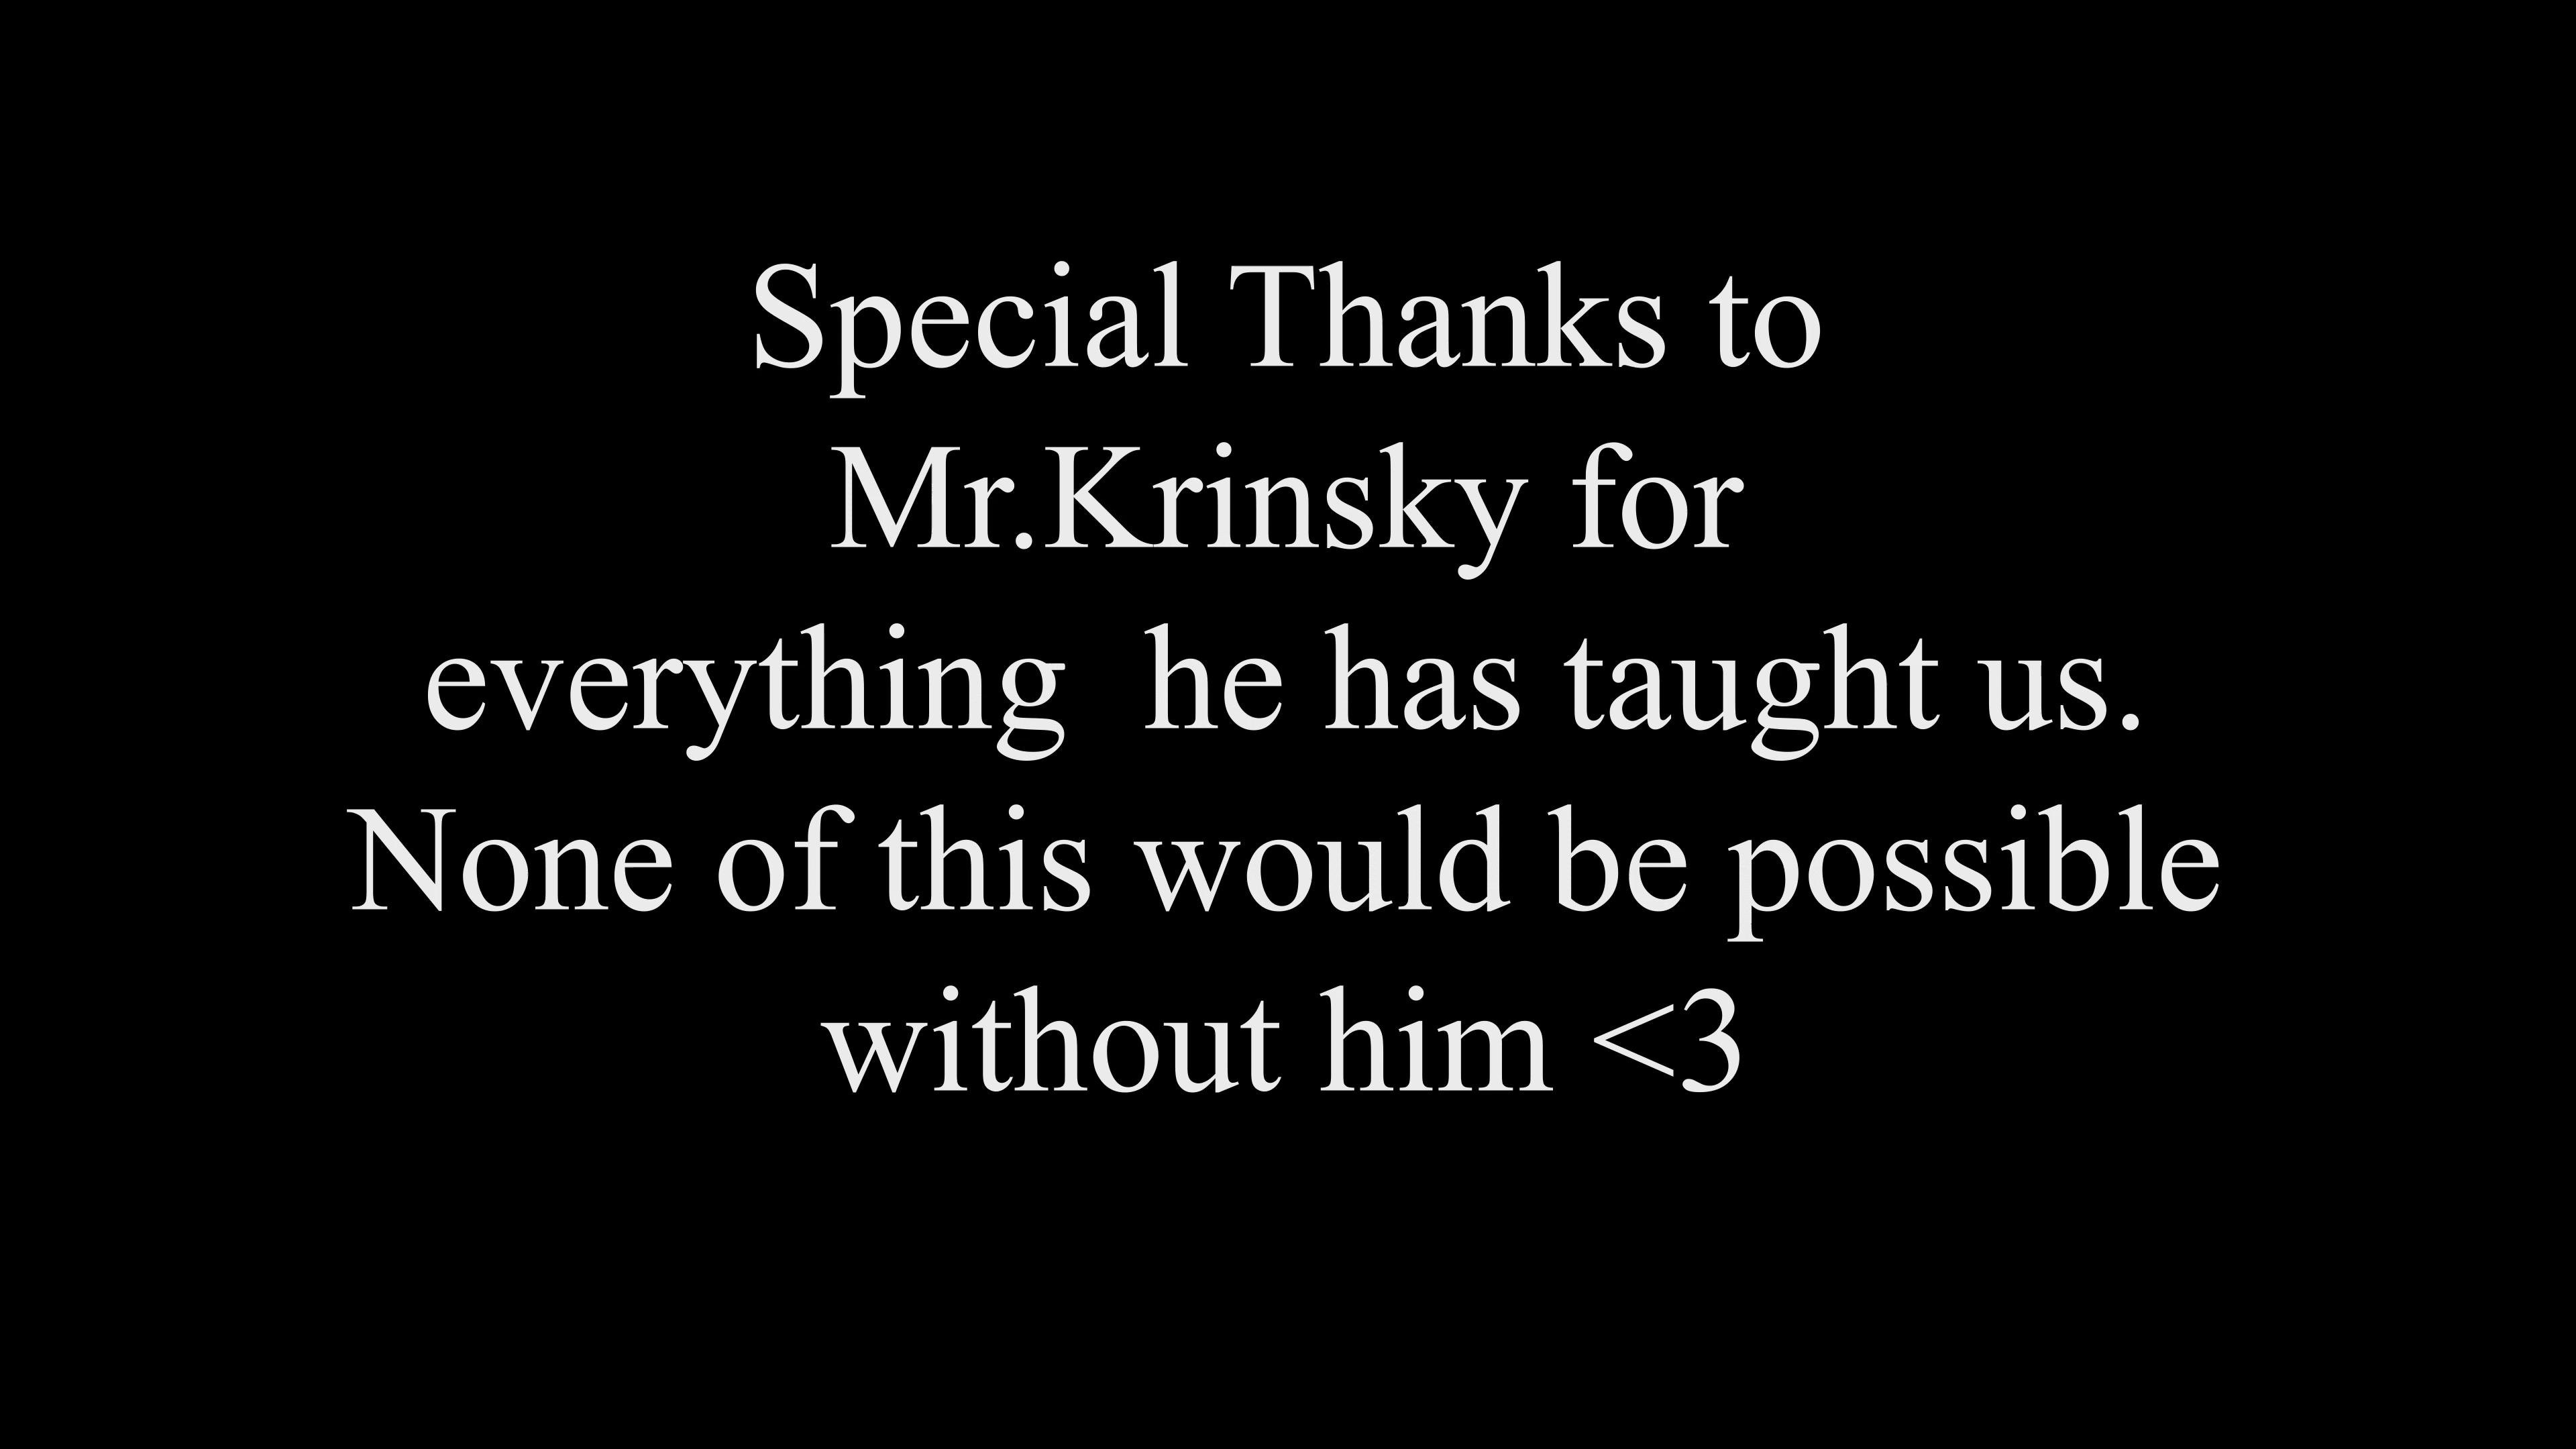 Special Thanks to
Mr.Krinsky for
everything  he has taught us.
None of this would be possible
without him <3